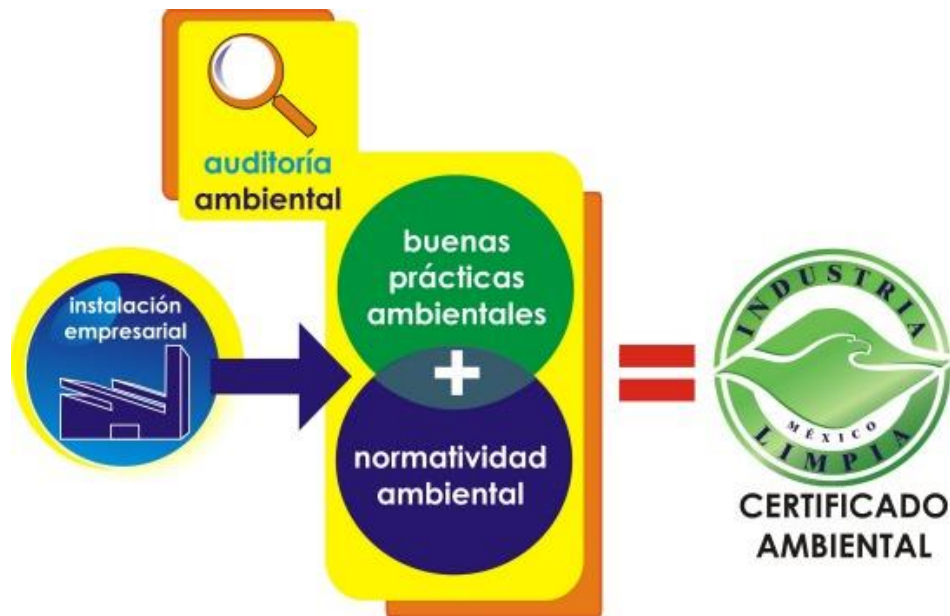 auditoría
ambiental
instalación
empresarial
buenas
prácticas
ambientales
+
normatividad
ambiental
=
INDUSTRIA
MÉXICO
LIMPIA
CERTIFICADO
AMBIENTAL